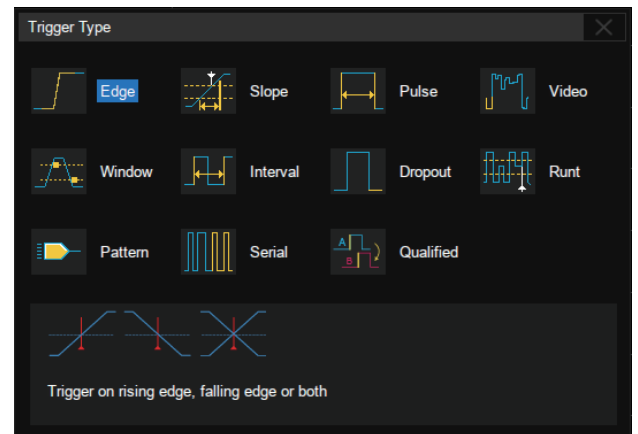 Trigger Type
Edge
Slope
Pulse
Video
Window
Interval
Dropout
Runt
Pattern
Serial
A
B
Qualified
Trigger on rising edge, falling edge or both